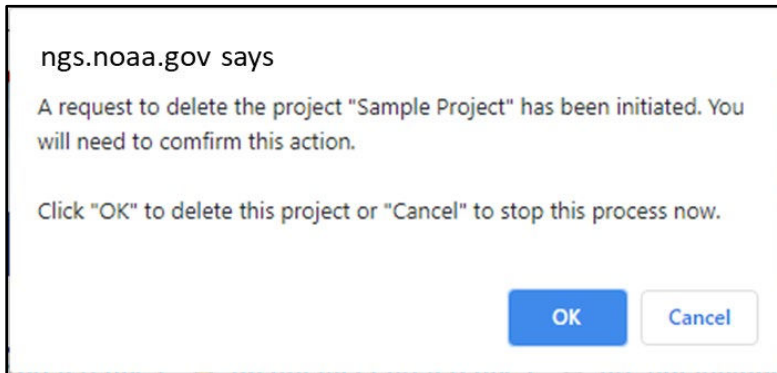 ngs.noaa.gov says
A request to delete the project "Sample Project" has been initiated. You
will need to comfirm this action.
Click "OK" to delete this project or "Cancel" to stop this process now.
OK
Cancel